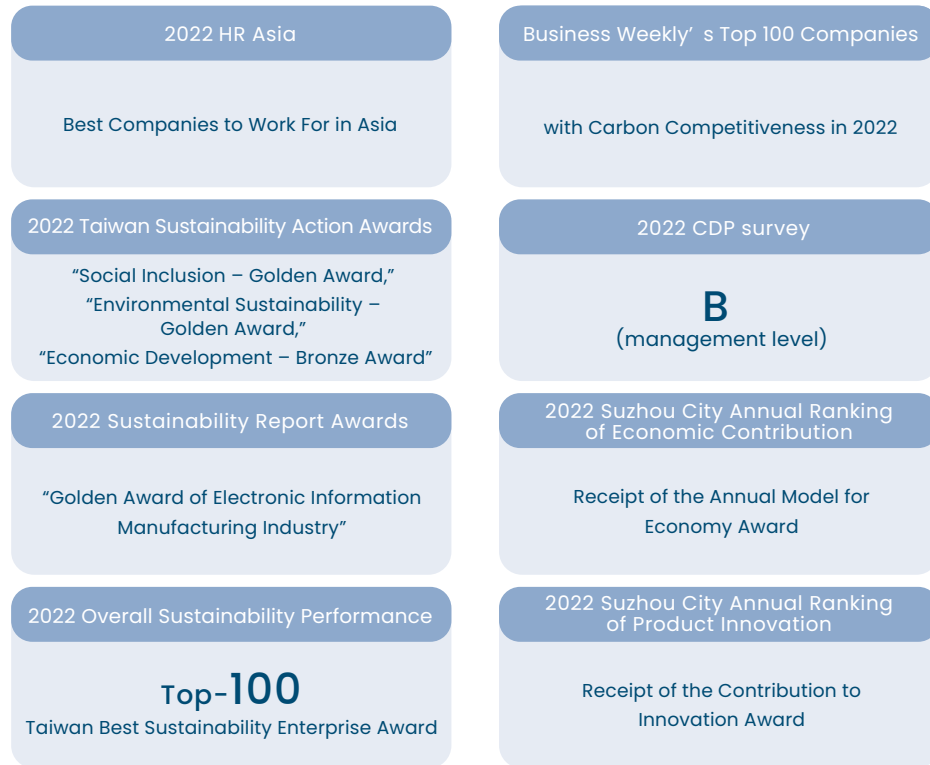 2022 HR Asia
Best Companies to Work For in Asia
Business Weekly’ s Top 100 Companies
with Carbon Competitiveness in 2022
2022 Taiwan Sustainability Action Awards
“Social Inclusion – Golden Award,”
“Environmental Sustainability –
Golden Award,”
“Economic Development – Bronze Award”
2022 CDP survey
B
(management level)
2022 Sustainability Report Awards
“Golden Award of Electronic Information
Manufacturing Industry”
2022 Suzhou City Annual Ranking
of Economic Contribution
Receipt of the Annual Model for
Economy Award
2022 Overall Sustainability Performance
Top-100
Taiwan Best Sustainability Enterprise Award
2022 Suzhou City Annual Ranking
of Product Innovation
Receipt of the Contribution to
Innovation Award